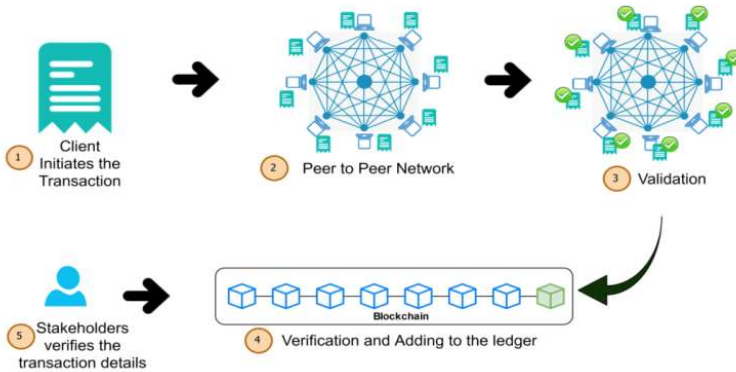 1 Client
Initiates the
Transaction
2 Peer to Peer Network
3 Validation
Blockchain
4 Verification and Adding to the ledger
5 Stakeholders
verifies the
transaction details